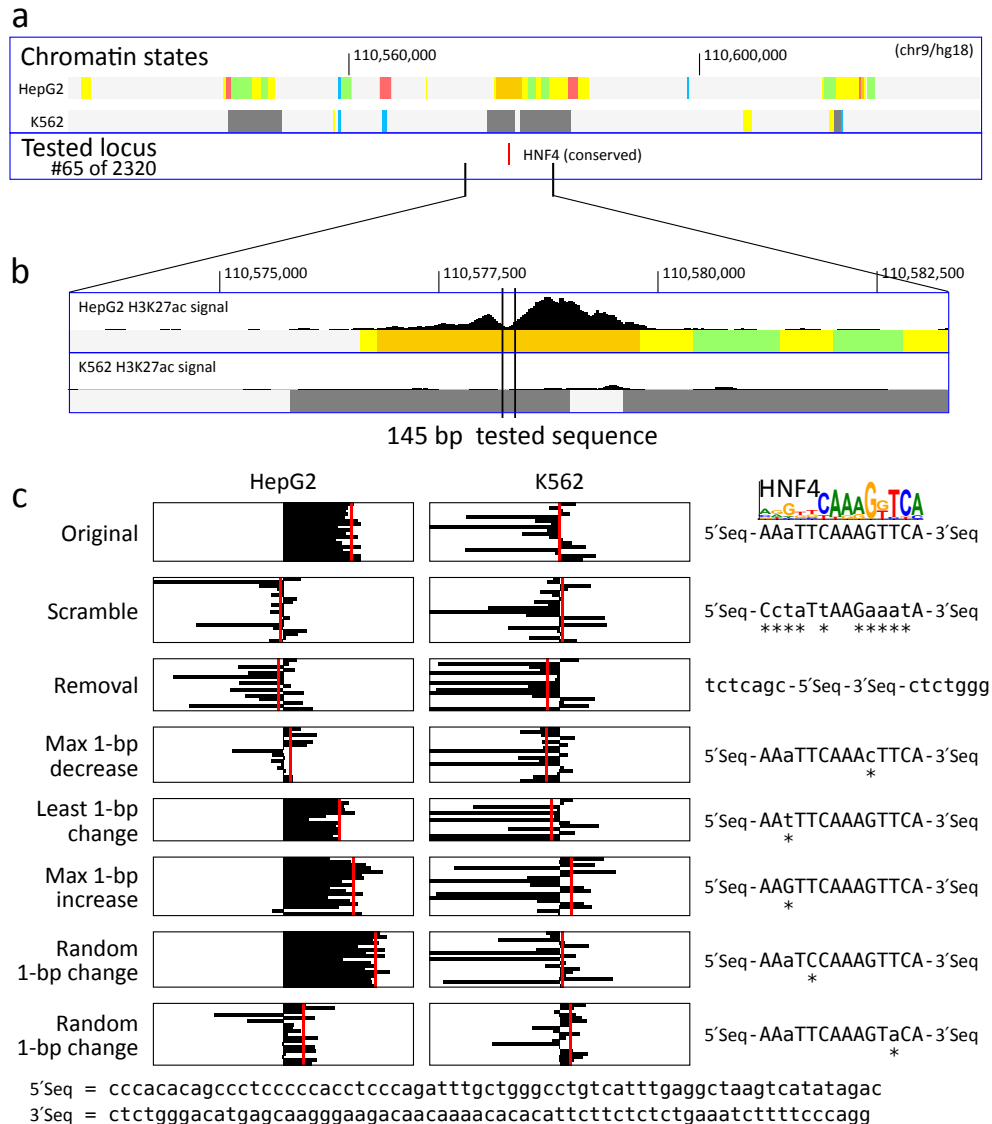 a
Chromatin states
110,560,000 110,600,000 (chr9/hg18)
HepG2
K562
Tested locus
#65 of 2320
HNF4 (conserved)
b
110,575,000 110,577,500 110,580,000 110,582,500
HepG2 H3K27ac signal
K562 H3K27ac signal
145 bp tested sequence
c
HepG2 K562
HNF4 CAAAGTTCA
Original 5′Seq-AAaTTCAAAGTTCA-3′Seq
Scramble 5′Seq-CctaTtAAGaaatA-3′Seq
**** * *****
Removal tctcagc-5′Seq-3′Seq-ctctggg
Max 1-bp
decrease 5′Seq-AAaTTCAAAcTTCA-3′Seq
*
Least 1-bp
change 5′Seq-AAtTTCAAAGTTCA-3′Seq
*
Max 1-bp
increase 5′Seq-AAGTTCAAAGTTCA-3′Seq
*
Random
1-bp change 5′Seq-AAaTCCAAAGTTCA-3′Seq
*
Random
1-bp change 5′Seq-AAaTTCAAAGTaCA-3′Seq
*
5′Seq = cccacacagccctcccccacctcccagatttgctgggcctgtcatttgaggctaagtcatatagac
3′Seq = ctctgggacatgagcaagggaagacaacaaaacacacattcttctctctgaaatcttttcccagg